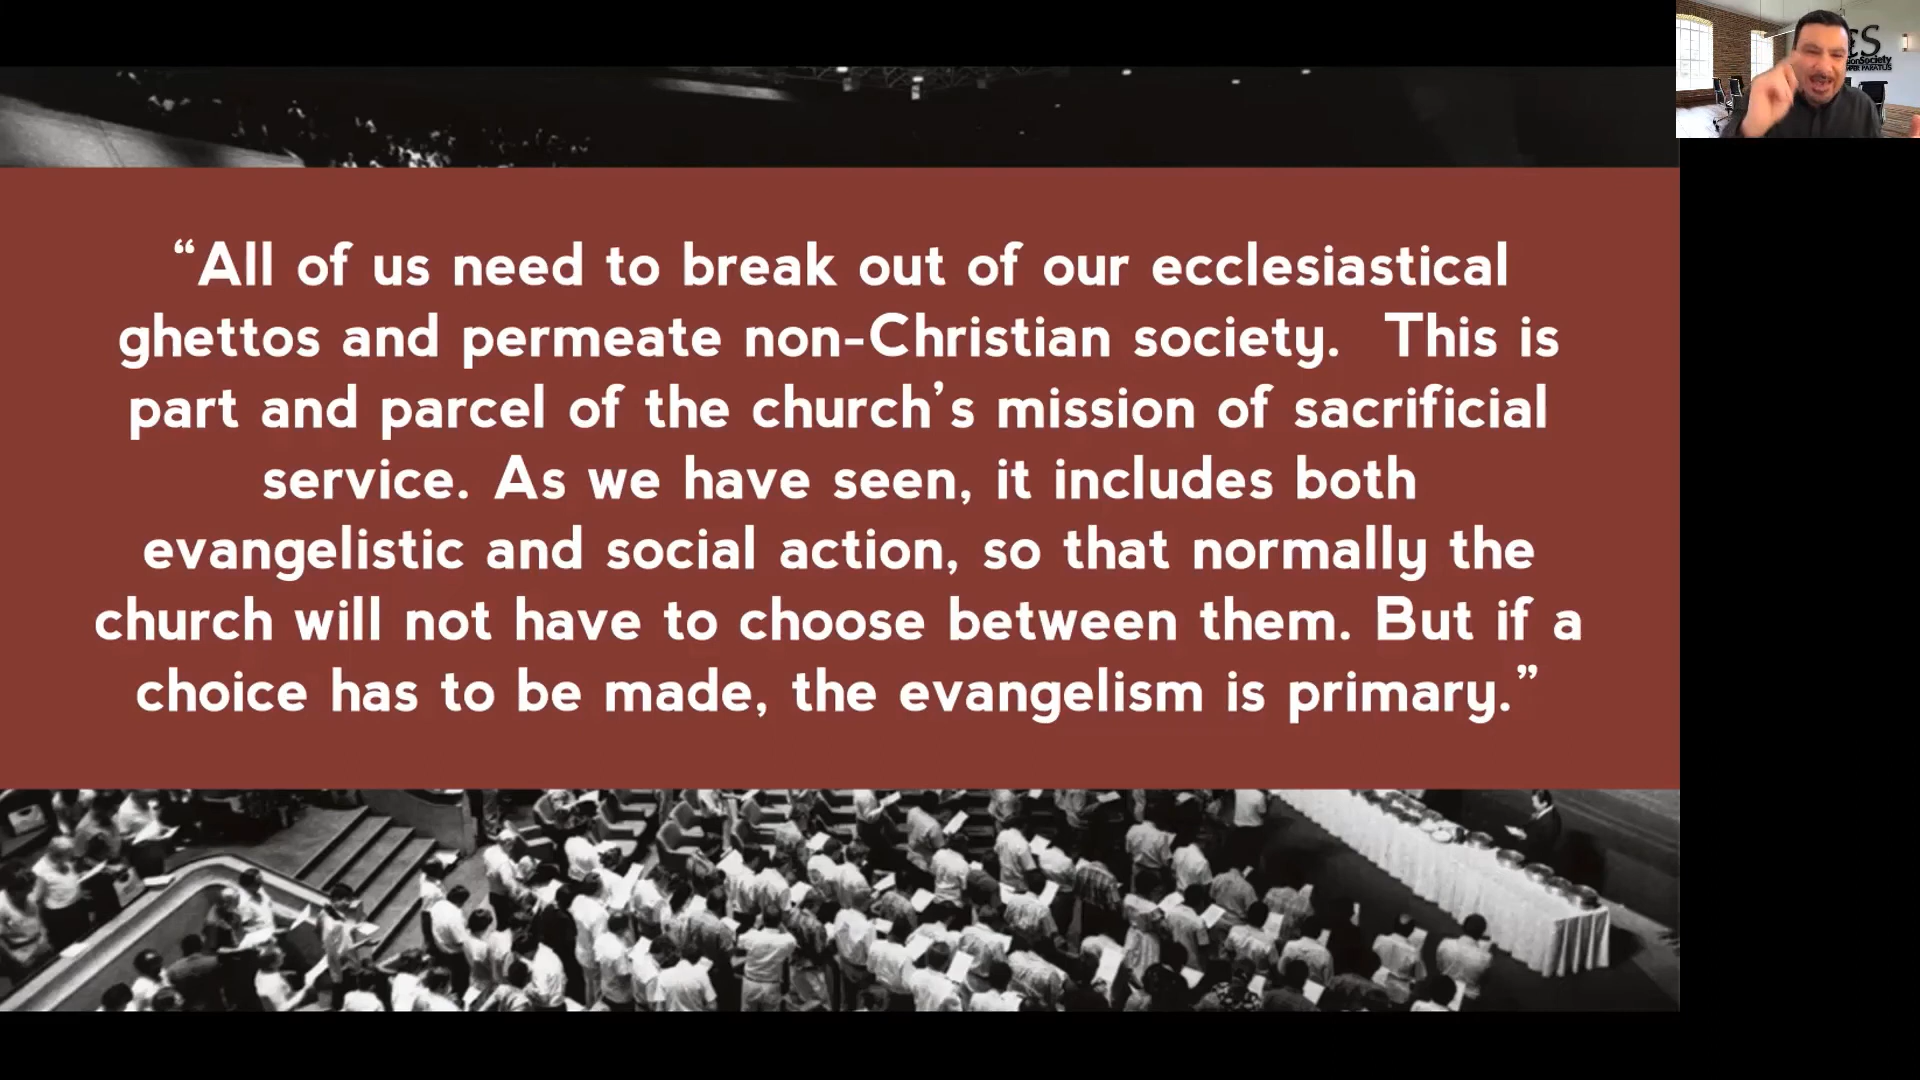 “All of us need to break out of our ecclesiastical
ghettos and permeate non-Christian society.  This is
part and parcel of the church’s mission of sacrificial
service. As we have seen, it includes both
evangelistic and social action, so that normally the
church will not have to choose between them. But if a
choice has to be made, the evangelism is primary.”
ES
Society
PARATUS